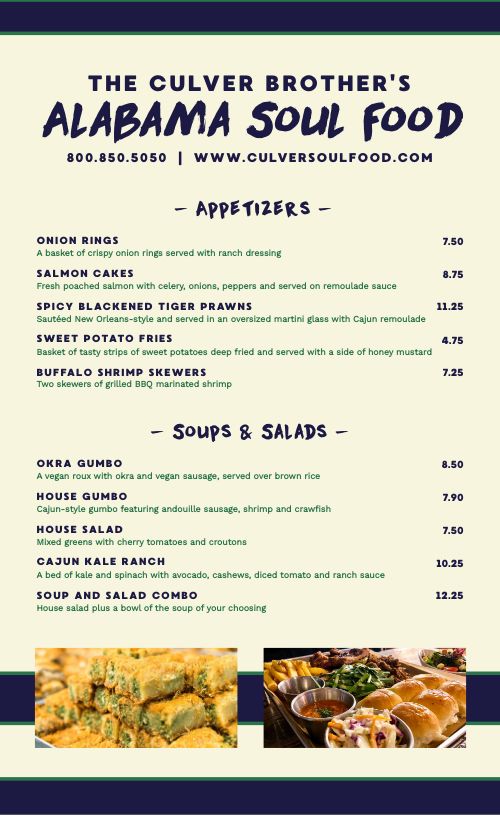 THE CULVER BROTHER'S
ALABAMA SOUL FOOD
800.850.5050 | WWW.CULVERSOULFOOD.COM
– APPETIZERS –
ONION RINGS 7.50
A basket of crispy onion rings served with ranch dressing
SALMON CAKES 8.75
Fresh poached salmon with celery, onions, peppers and served on remoulade sauce
SPICY BLACKENED TIGER PRAWNS 11.25
Sautéed New Orleans-style and served in an oversized martini glass with Cajun remoulade
SWEET POTATO FRIES 4.75
Basket of tasty strips of sweet potatoes deep fried and served with a side of honey mustard
BUFFALO SHRIMP SKEWERS 7.25
Two skewers of grilled BBQ marinated shrimp
– SOUPS & SALADS –
OKRA GUMBO 8.50
A vegan roux with okra and vegan sausage, served over brown rice
HOUSE GUMBO 7.90
Cajun-style gumbo featuring andouille sausage, shrimp and crawfish
HOUSE SALAD 7.50
Mixed greens with cherry tomatoes and croutons
CAJUN KALE RANCH 10.25
A bed of kale and spinach with avocado, cashews, diced tomato and ranch sauce
SOUP AND SALAD COMBO 12.25
House salad plus a bowl of the soup of your choosing